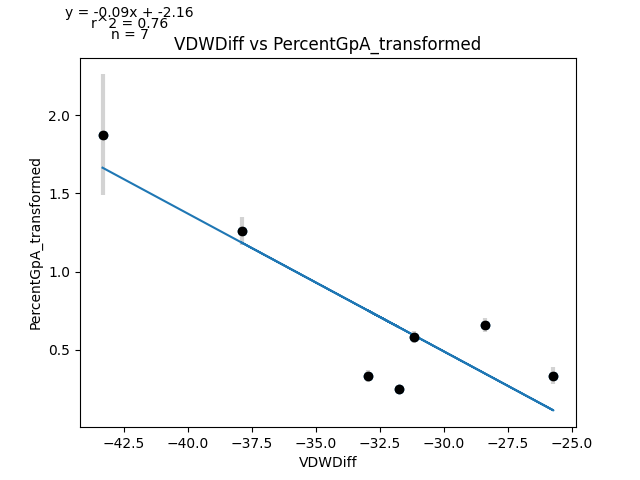 y = -0.09x + -2.16
r^2 = 0.76
n = 7
VDWDiff vs PercentGpA_transformed
PercentGpA_transformed
2.0
1.5
1.0
0.5
−42.5 −40.0 −37.5 −35.0 −32.5 −30.0 −27.5 −25.0
VDWDiff